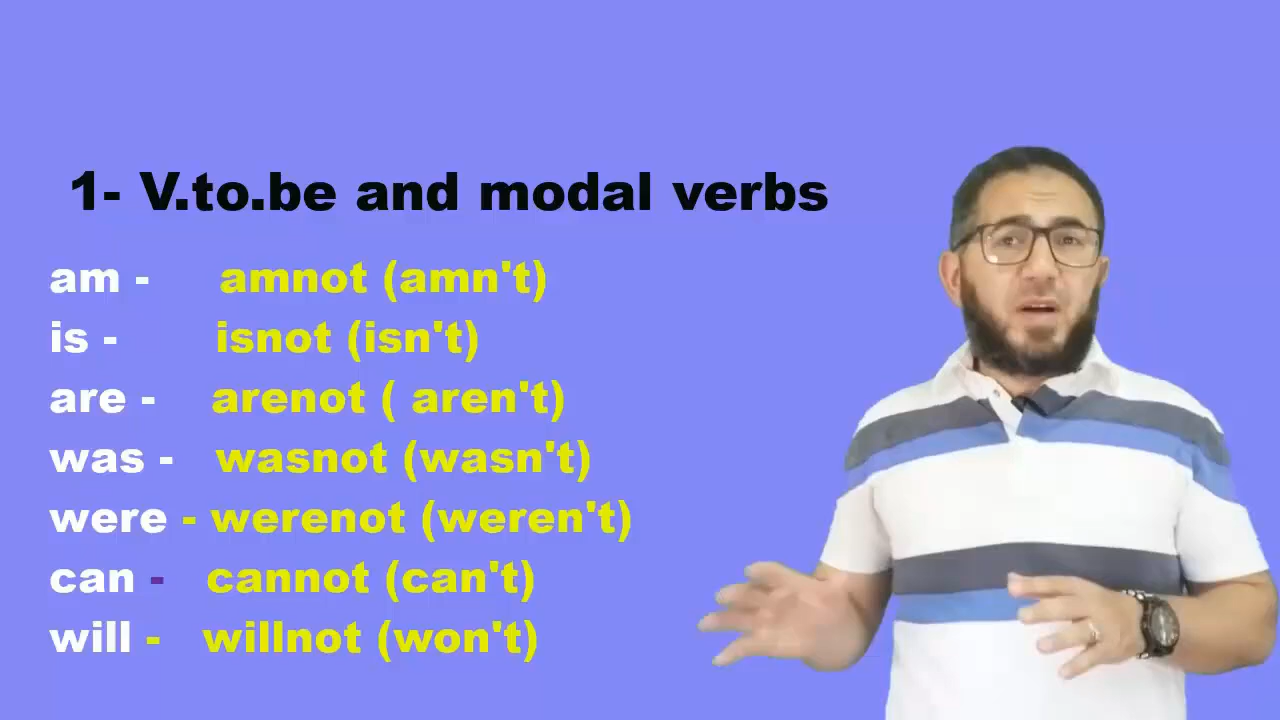 1- V.to.be and modal verbs
am - amnot (amn't)
is - isnot (isn't)
are - arenot ( aren't)
was - wasnot (wasn't)
were - werenot (weren't)
can - cannot (can't)
will - willnot (won't)